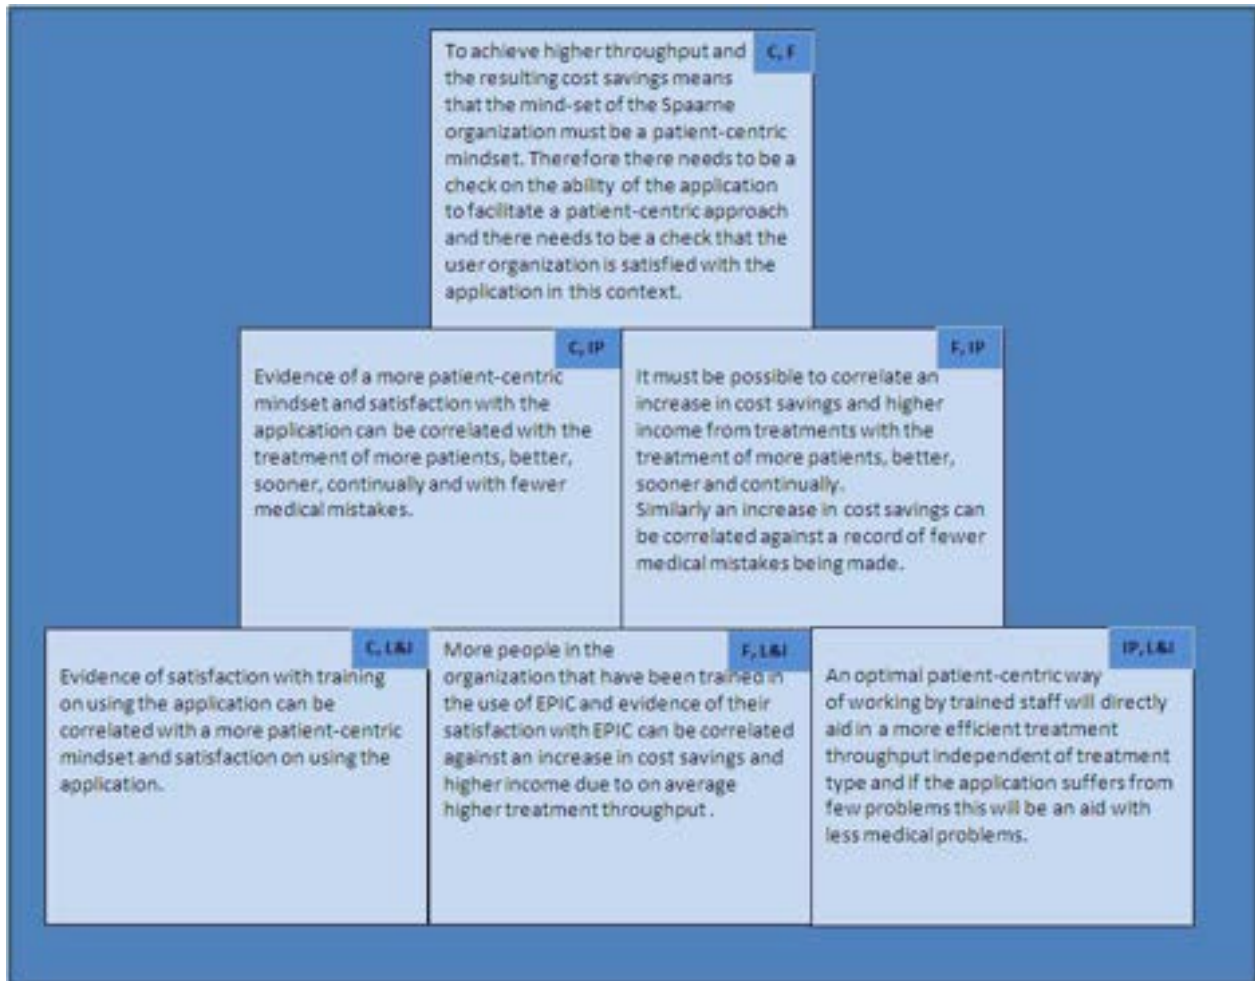 To achieve higher throughput and
C, F
the resulting cost savings means
that the mind-set of the Spaarne
organization must be a patient-centric
mindset. Therefore there needs to be a
check on the ability of the application
to facilitate a patient-centric approach
and there needs to be a check that the
user organization is satisfied with the
application in this context.
C, IP
Evidence of a more patient-centric
mindset and satisfaction with the
application can be correlated with the
treatment of more patients, better,
sooner, continually and with fewer
medical mistakes.
F, IP
It must be possible to correlate an
increase in cost savings and higher
income from treatments with the
treatment of more patients, better,
sooner and continually.
Similarly an increase in cost savings can
be correlated against a record of fewer
medical mistakes being made.
C, L&I
Evidence of satisfaction with training
on using the application can be
correlated with a more patient-centric
mindset and satisfaction on using the
application.
More people in the
F, L&I
organization that have been trained in
the use of EPIC and evidence of their
satisfaction with EPIC can be correlated
against an increase in cost savings and
higher income due to on average
higher treatment throughput .
IP, L&I
An optimal patient-centric way
of working by trained staff will directly
aid in a more efficient treatment
throughput independent of treatment
type and if the application suffers from
few problems this will be an aid with
less medical problems.